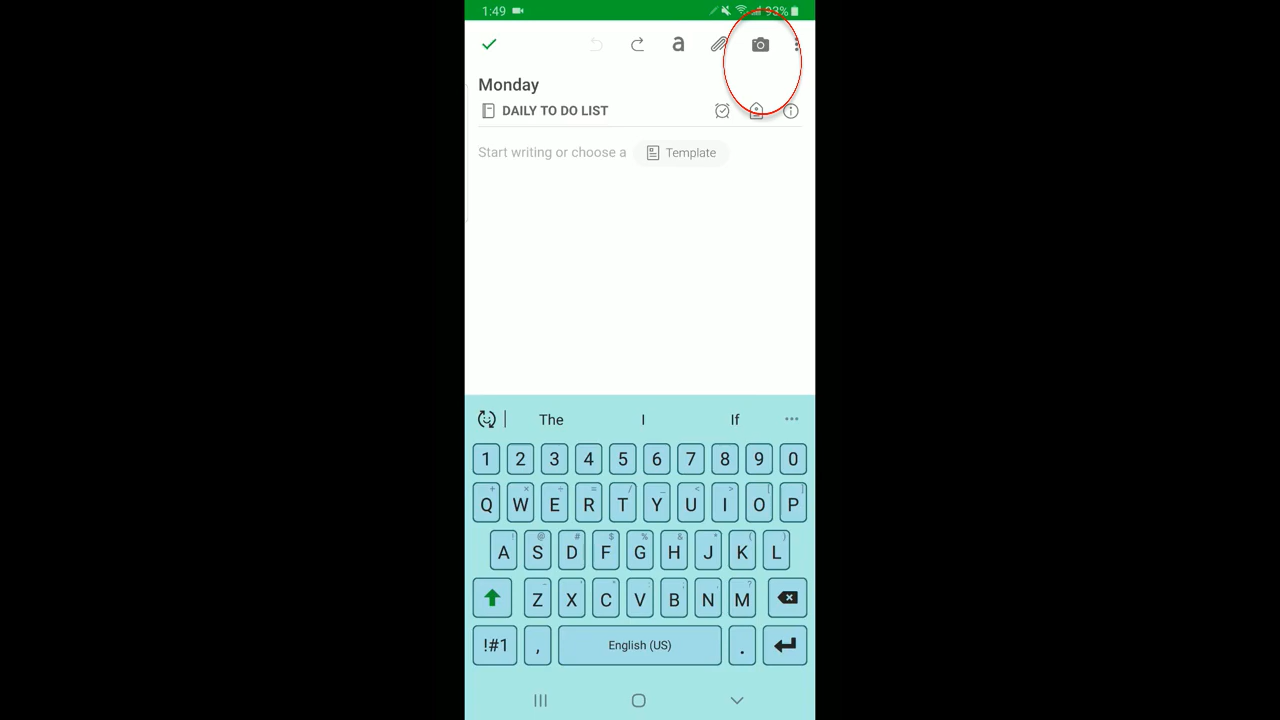 1:49 93%
a
Monday
DAILY TO DO LIST
Start writing or choose a Template
The I If
1 2 3 4 5 6 7 8 9 0
Q W E R T Y U I O P
A S D F G H J K L
Z X C V B N M
!#1 , English (US) .